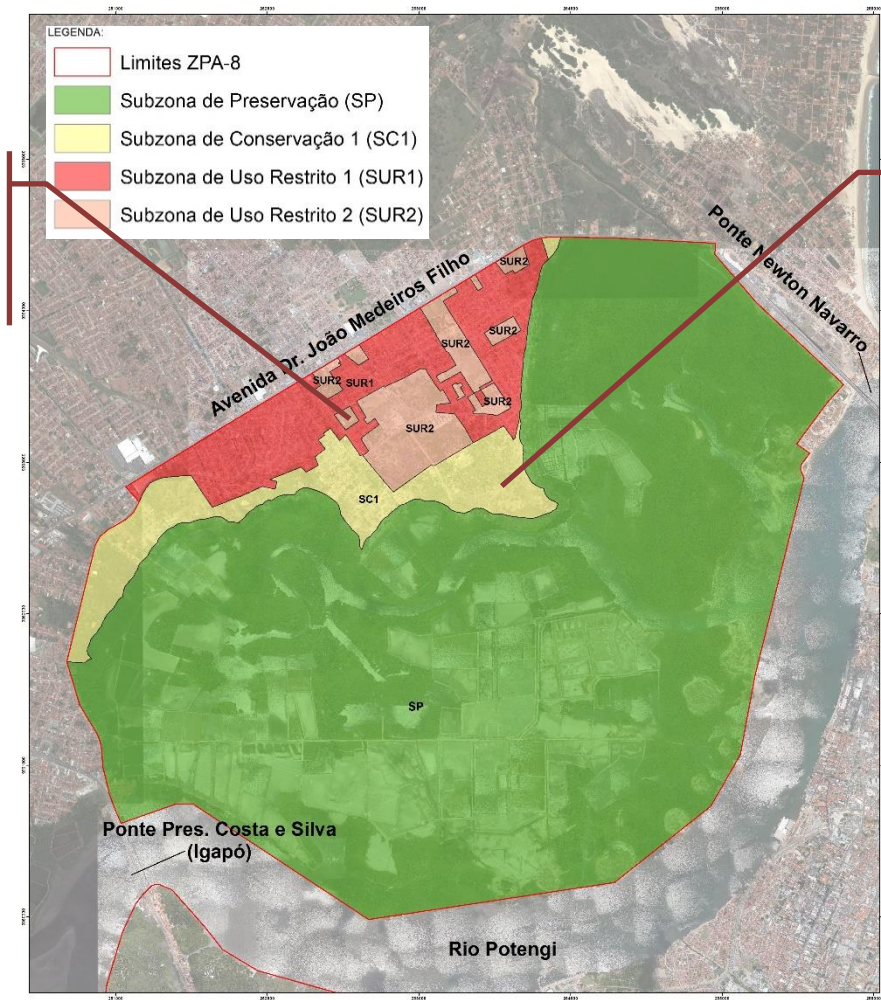 LEGENDA:
Limites ZPA-8
Subzona de Preservação (SP)
Subzona de Conservação 1 (SC1)
Subzona de Uso Restrito 1 (SUR1)
Subzona de Uso Restrito 2 (SUR2)
Avenida Dr. João Medeiros Filho
Ponte Newton Navarro
SUR2
SUR2
SUR2
SUR2
SUR1
SUR2
SUR2
SC1
SP
Ponte Pres. Costa e Silva
(Igapó)
Rio Potengi